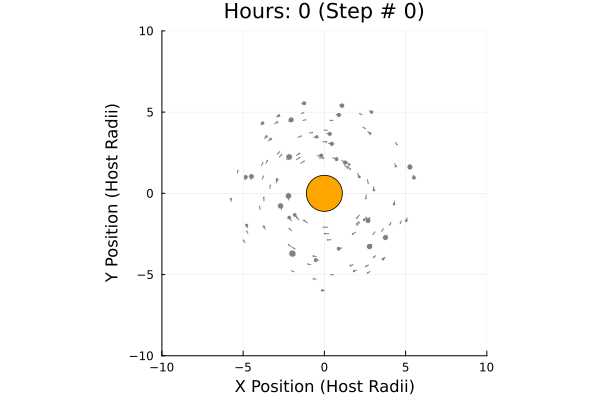 Hours: 0 (Step # 0)
10
5
0
−5
−10
Y Position (Host Radii)
−10 −5 0 5 10
X Position (Host Radii)